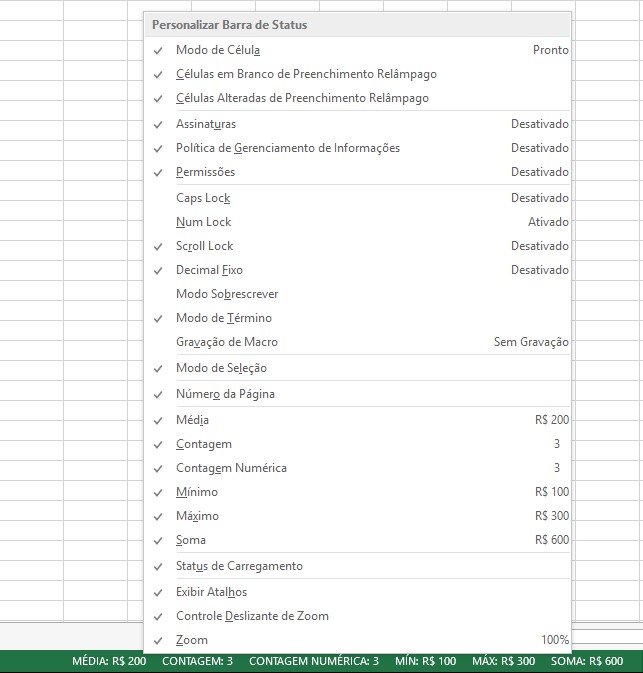 Personalizar Barra de Status
Modo de Célula Pronto
Células em Branco de Preenchimento Relâmpago
Células Alteradas de Preenchimento Relâmpago
Assinaturas Desativado
Política de Gerenciamento de Informações Desativado
Permissões Desativado
Caps Lock Desativado
Num Lock Ativado
Scroll Lock Desativado
Decimal Fixo Desativado
Modo Sobrescrever
Modo de Término
Gravação de Macro Sem Gravação
Modo de Seleção
Número da Página
Média R$ 200
Contagem 3
Contagem Numérica 3
Mínimo R$ 100
Máximo R$ 300
Soma R$ 600
Status de Carregamento
Exibir Atalhos
Controle Deslizante de Zoom
Zoom 100%
MÉDIA: R$ 200 CONTAGEM: 3 CONTAGEM NUMÉRICA: 3 MÍN: R$ 100 MÁX: R$ 300 SOMA: R$ 600